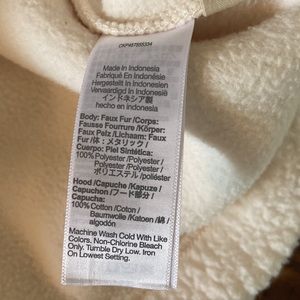 CKP457655334
Made In Indonesia
Fabriqué En Indonésie
Hergestellt In Indonesien
Vervaardigd In Indonesië
インドネシア製
hecho en Indonesia
Body: Faux Fur /Corps:
Fausse Fourrure /Körper:
Faux Pelz /Lichaam: Faux
Fur /体：メタリック /
Cuerpo: Piel Sintética:
100% Polyester /Polyester/
Polyester /Polyester /
ポリエステル /poliéster
Hood /Capuche /Kapuze /
Capuchon /フード部分 /
Capucha:
100% Cotton /Coton /
Baumwolle /Katoen /綿 /
algodón
Machine Wash Cold With Like
Colors. Non-Chlorine Bleach
Only. Tumble Dry Low. Iron
On Lowest Setting.